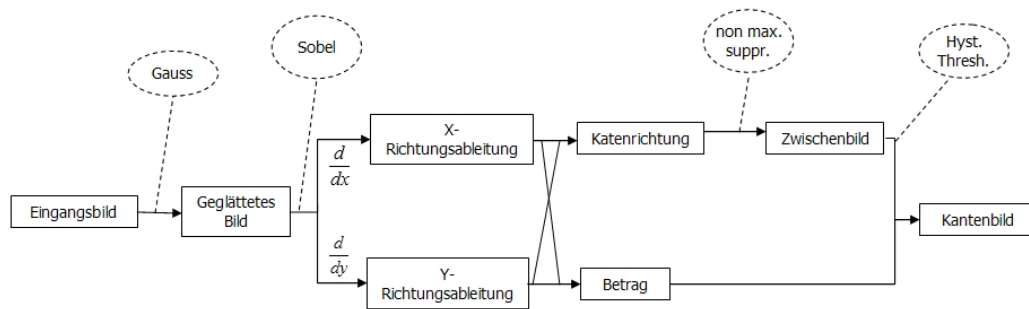 Gauss
Sobel
non max.
suppr.
Hyst.
Thresh.
Eingangsbild
Geglättetes
Bild
d
dx
d
dy
X-
Richtungsableitung
Y-
Richtungsableitung
Katenrichtung
Betrag
Zwischenbild
Kantenbild